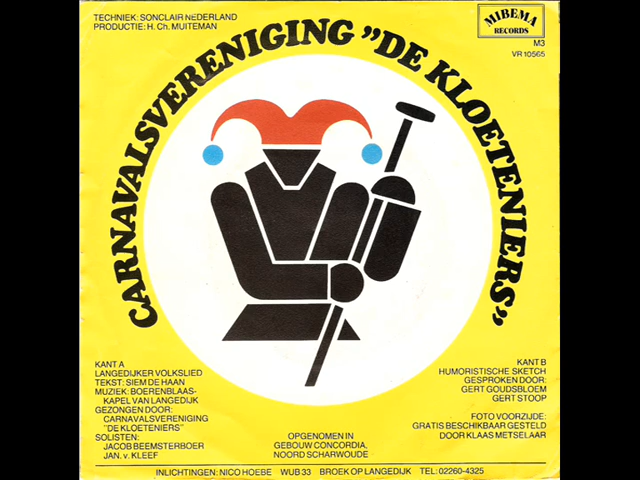 TECHNIEK: SONCLAIR NEDERLAND
PRODUCTIE: H. Ch. MUITEMAN
MIBEMA
RECORDS
M3
VR 10565
CARNAVALSVERENIGING "DE KLOETENIERS"
KANT A
LANGEDIJKER VOLKSLIED
TEKST: SIEM DE HAAN
MUZIEK: BOERENBLAAS-
KAPEL VAN LANGEDIJK
GEZONGEN DOOR:
CARNAVALSVERENIGING
"DE KLOETENIERS"
SOLISTEN:
JACOB BEEMSTERBOER
JAN. v. KLEEF
OPGENOMEN IN
GEBOUW CONCORDIA,
NOORD SCHARWOUDE
KANT B
HUMORISTISCHE SKETCH
GESPROKEN DOOR:
GERT GOUDSBLOEM
GERT STOOP
FOTO VOORZIJDE:
GRATIS BESCHIKBAAR GESTELD
DOOR KLAAS METSELAAR
INLICHTINGEN: NICO HOEBE WUB 33 BROEK OP LANGEDIJK TEL: 02260-4325